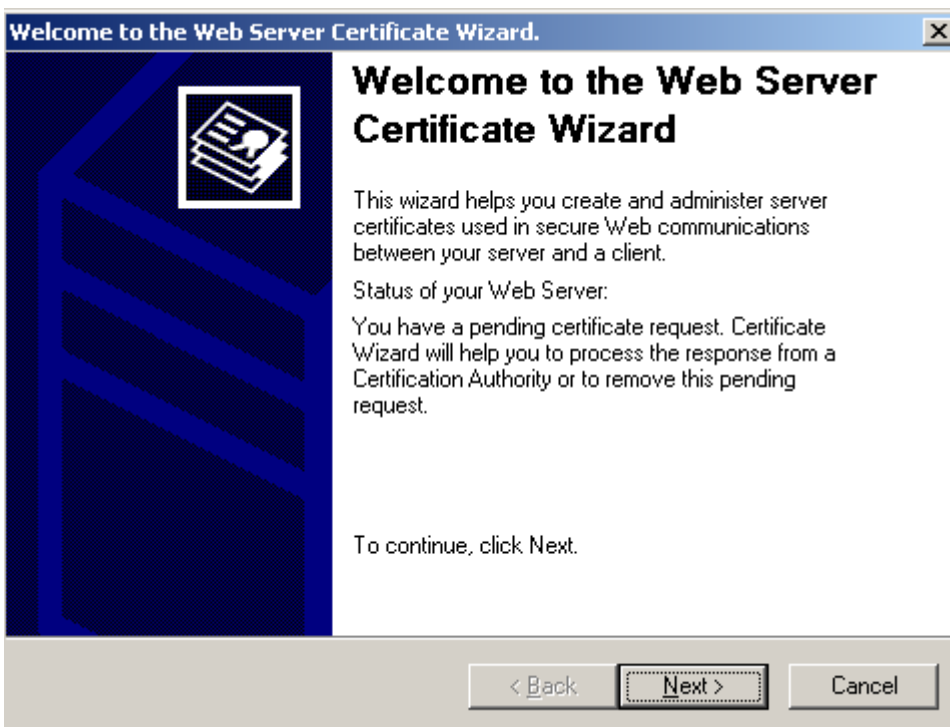 Welcome to the Web Server Certificate Wizard.
Welcome to the Web Server
Certificate Wizard
This wizard helps you create and administer server
certificates used in secure Web communications
between your server and a client.
Status of your Web Server:
You have a pending certificate request. Certificate
Wizard will help you to process the response from a
Certification Authority or to remove this pending
request.
To continue, click Next.
< Back
Next >
Cancel